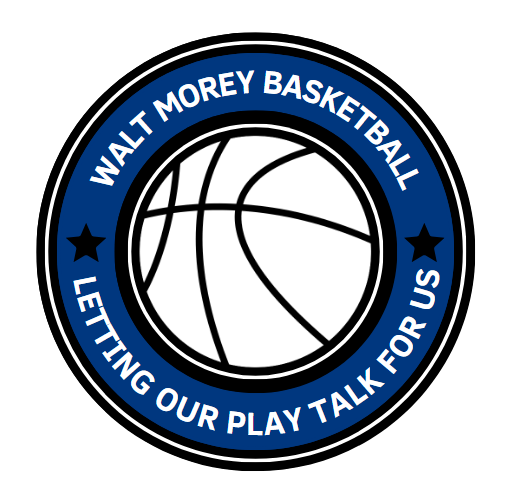 WALT MOREY BASKETBALL
LETTING OUR PLAY TALK FOR US